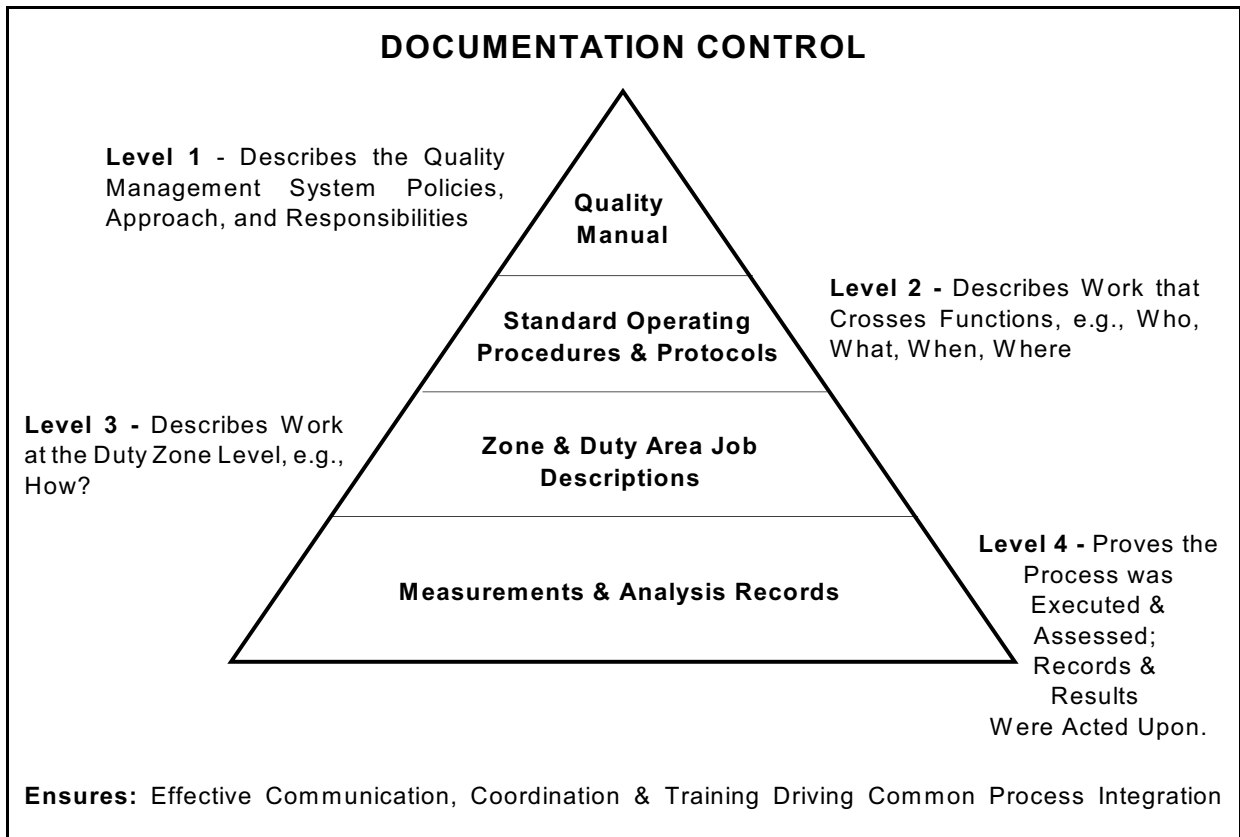 DOCUMENTATION CONTROL
Level 1 - Describes the Quality
Management System Policies,
Approach, and Responsibilities
Quality
Manual
Level 2 - Describes Work that
Crosses Functions, e.g., Who,
What, When, Where
Standard Operating
Procedures & Protocols
Level 3 - Describes Work
at the Duty Zone Level, e.g.,
How?
Zone & Duty Area Job
Descriptions
Level 4 - Proves the
Process was
Executed &
Assessed;
Records &
Results
Were Acted Upon.
Measurements & Analysis Records
Ensures: Effective Communication, Coordination & Training Driving Common Process Integration